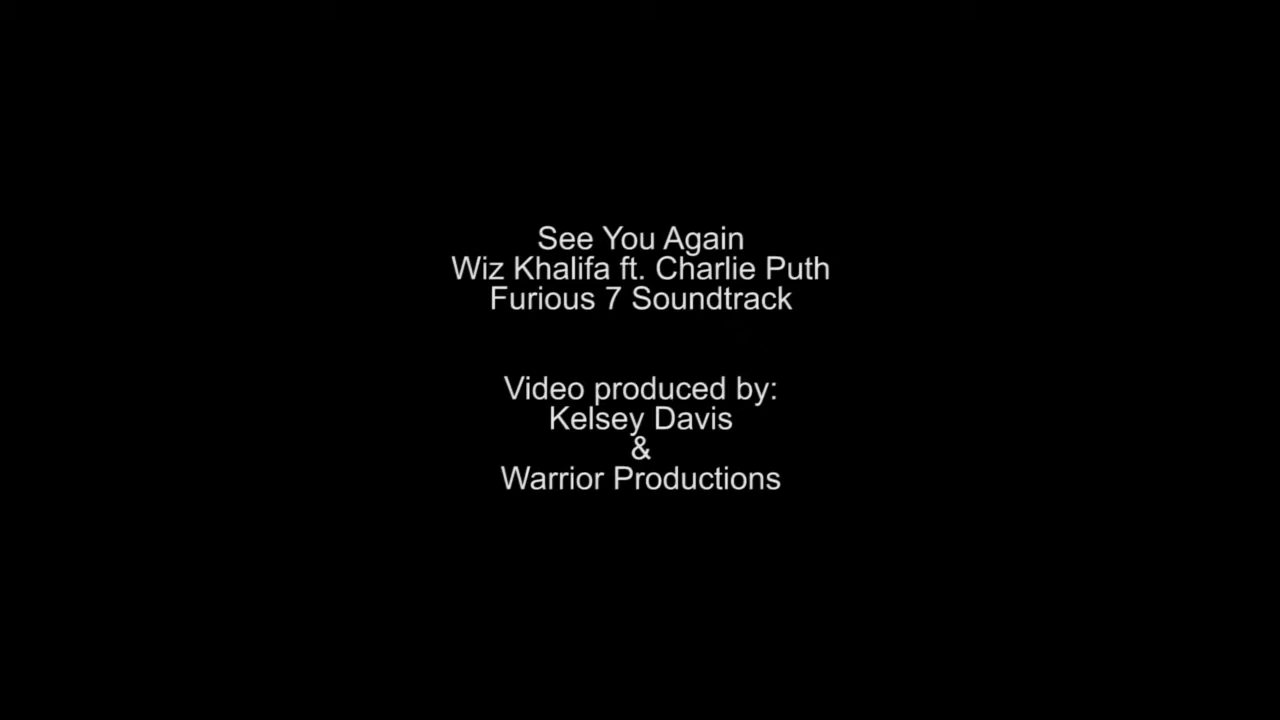 See You Again
Wiz Khalifa ft. Charlie Puth
Furious 7 Soundtrack
Video produced by:
Kelsey Davis
&
Warrior Productions